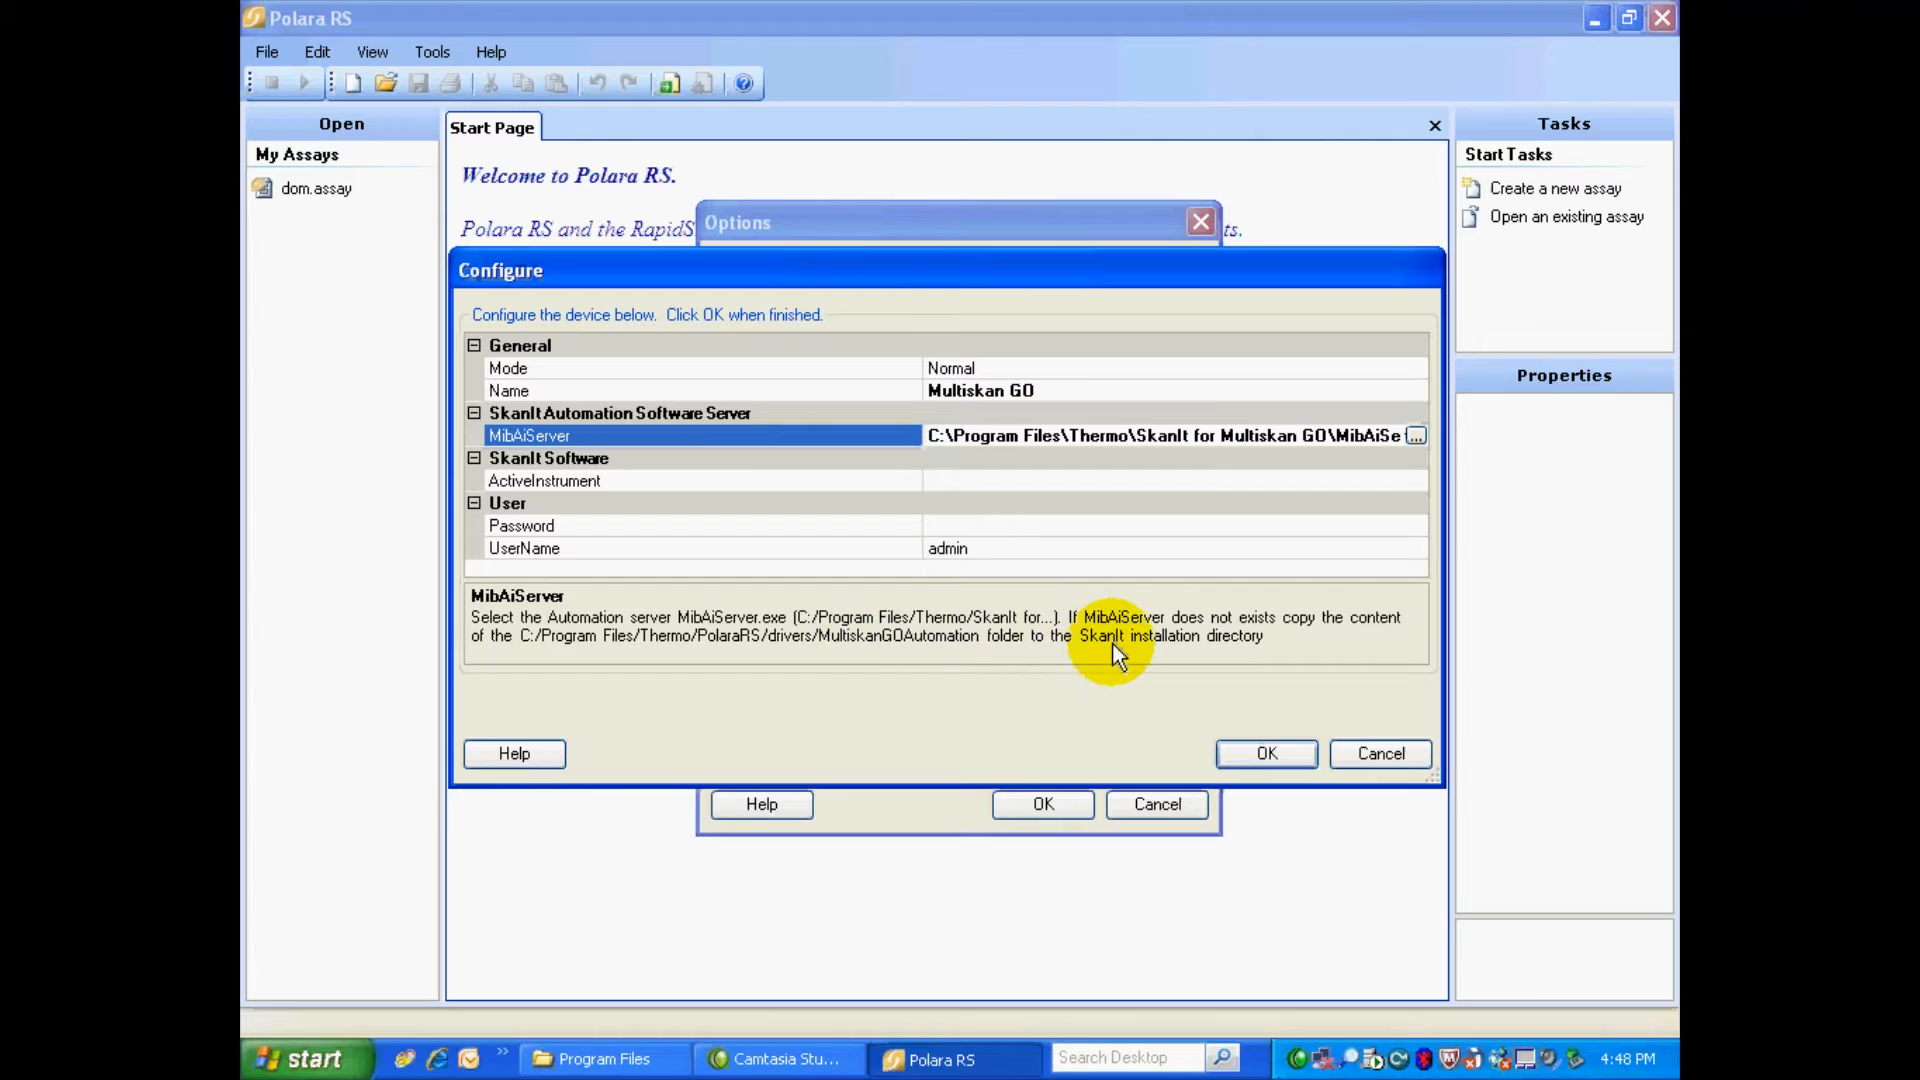 Polara RS
File Edit View Tools Help
Open
My Assays
dom.assay
Start Page
Welcome to Polara RS.
Polara RS and the RapidS
ts.
Options
Configure
Configure the device below. Click OK when finished.
General
Mode Normal
Name Multiskan GO
SkanIt Automation Software Server
MibAiServer C:\Program Files\Thermo\SkanIt for Multiskan GO\MibAiSe
...
SkanIt Software
ActiveInstrument
User
Password
UserName admin
MibAiServer
Select the Automation server MibAiServer.exe (C:/Program Files/Thermo/SkanIt for...). If MibAiServer does not exists copy the content
of the C:/Program Files/Thermo/PolaraRS/drivers/MultiskanGOAutomation folder to the SkanIt installation directory
Help OK Cancel
Help OK Cancel
Tasks
Start Tasks
Create a new assay
Open an existing assay
Properties
start
Program Files
Camtasia Stu...
Polara RS
Search Desktop
4:48 PM